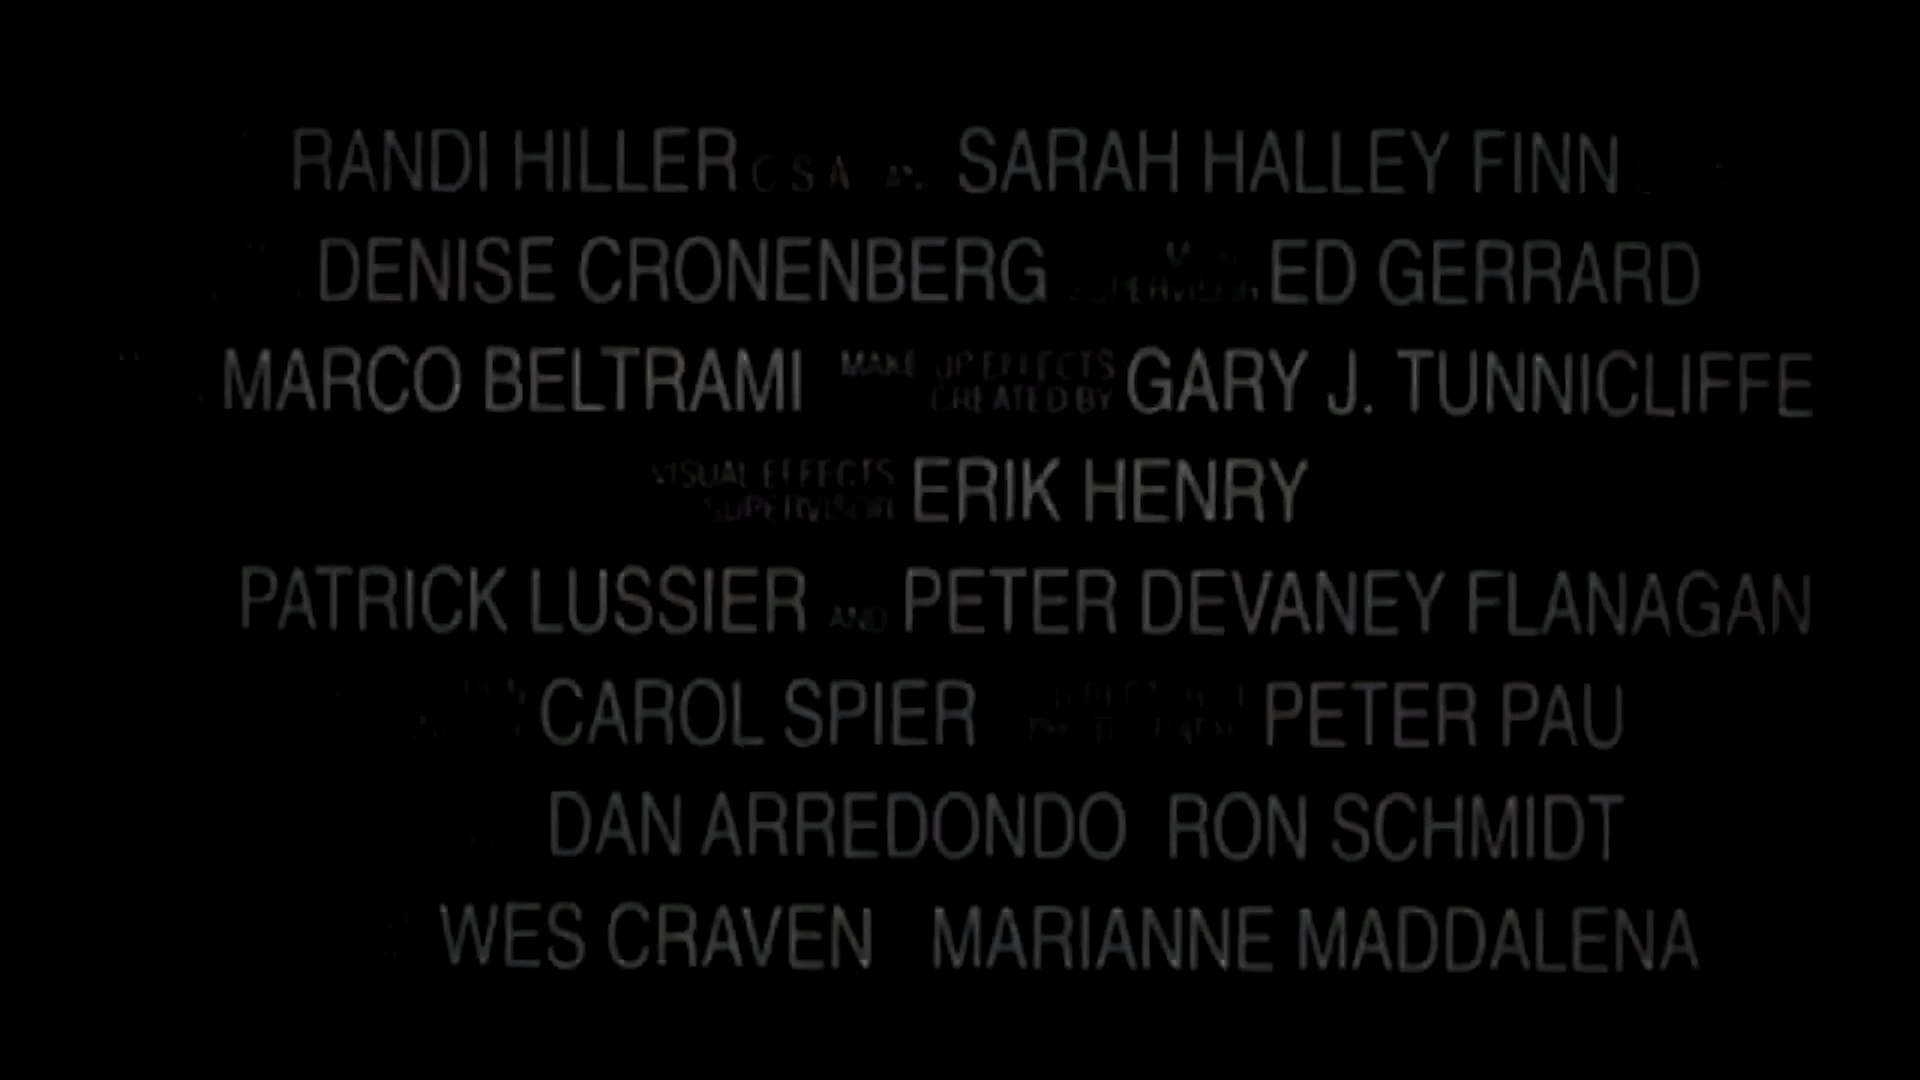 RANDI HILLER C S A SARAH HALLEY FINN
DENISE CRONENBERG SUPERVISOR ED GERRARD
MARCO BELTRAMI MAKE UP EFFECTS CREATED BY GARY J. TUNNICLIFFE
VISUAL EFFECTS SUPERVISOR ERIK HENRY
PATRICK LUSSIER AND PETER DEVANEY FLANAGAN
CAROL SPIER PETER PAU
DAN ARREDONDO RON SCHMIDT
WES CRAVEN MARIANNE MADDALENA